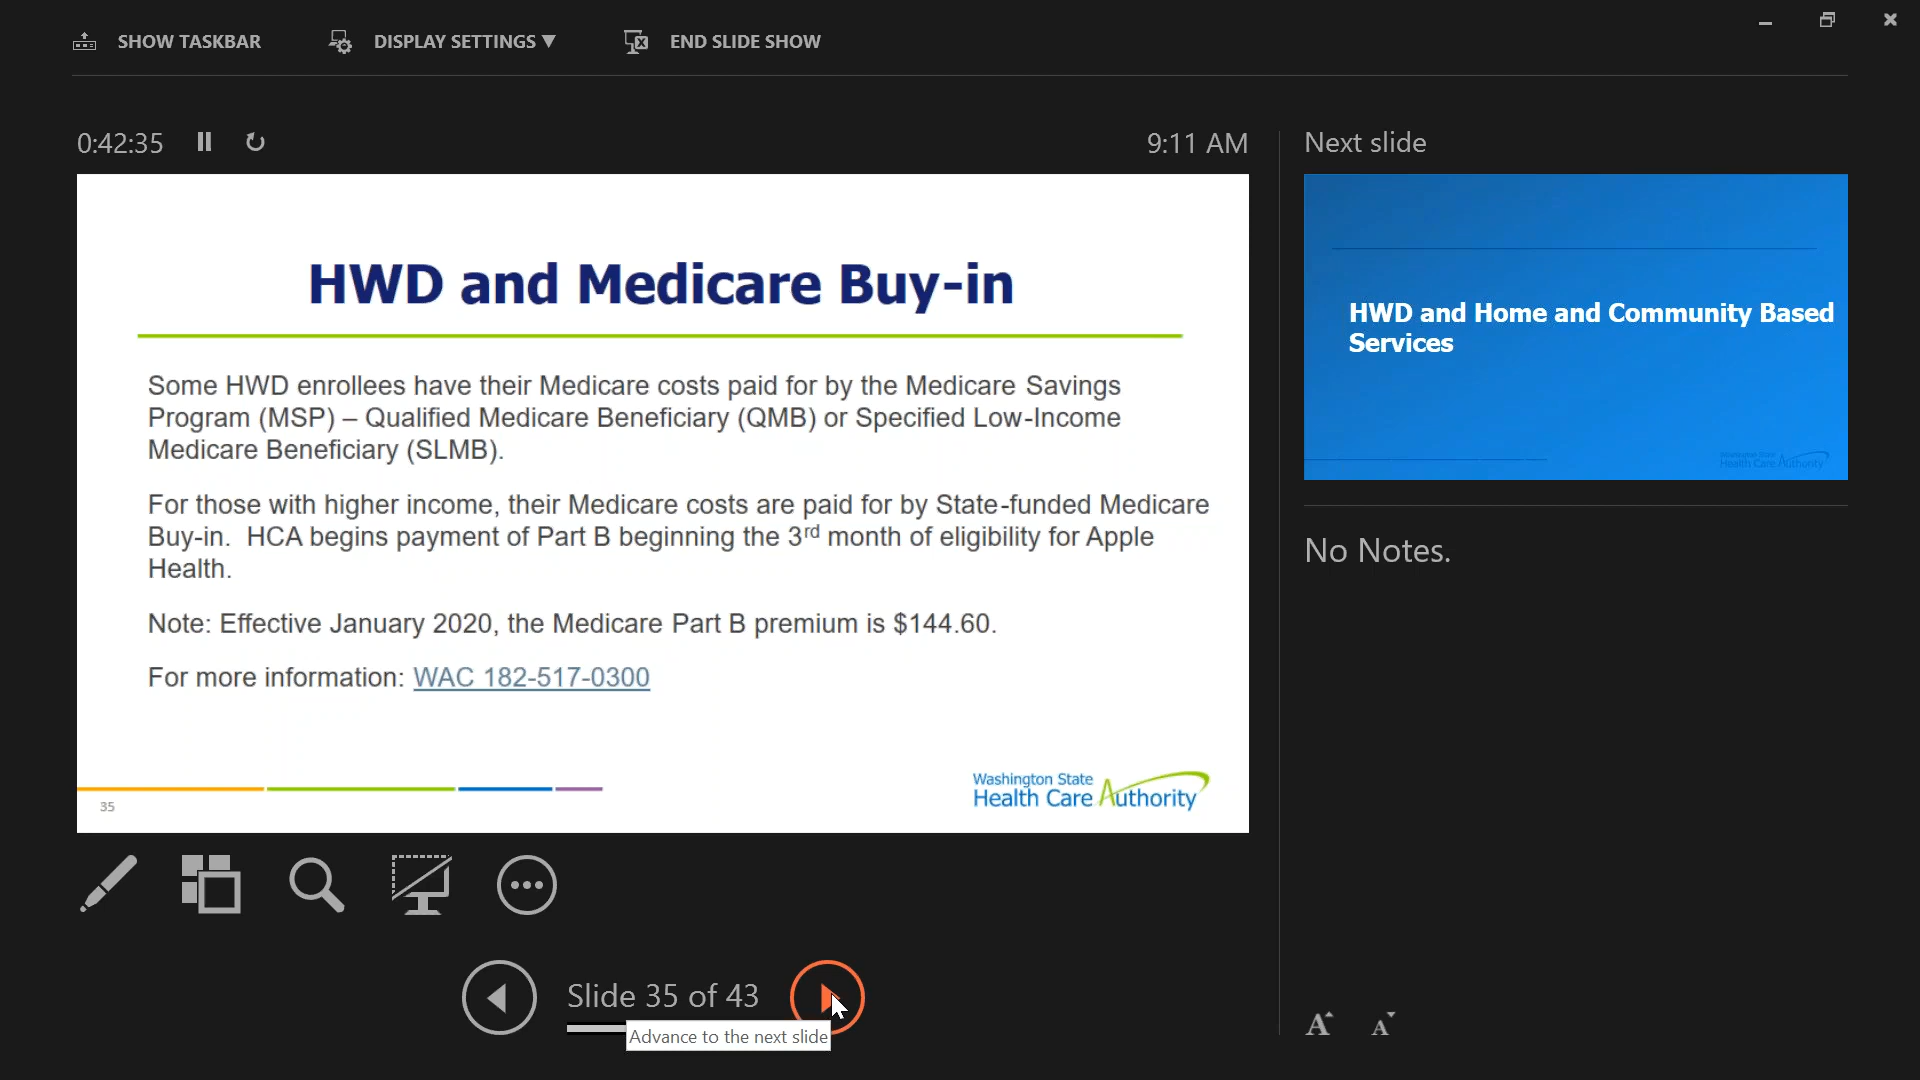 SHOW TASKBAR
DISPLAY SETTINGS ▼
END SLIDE SHOW
0:42:35
9:11 AM
Next slide
HWD and Medicare Buy-in
Some HWD enrollees have their Medicare costs paid for by the Medicare Savings
Program (MSP) – Qualified Medicare Beneficiary (QMB) or Specified Low-Income
Medicare Beneficiary (SLMB).
For those with higher income, their Medicare costs are paid for by State-funded Medicare
Buy-in.  HCA begins payment of Part B beginning the 3rd month of eligibility for Apple
Health.
Note: Effective January 2020, the Medicare Part B premium is $144.60.
For more information: WAC 182-517-0300
Washington State
Health Care Authority
35
HWD and Home and Community Based
Services
Washington State
Health Care Authority
No Notes.
Slide 35 of 43
Advance to the next slide
A A